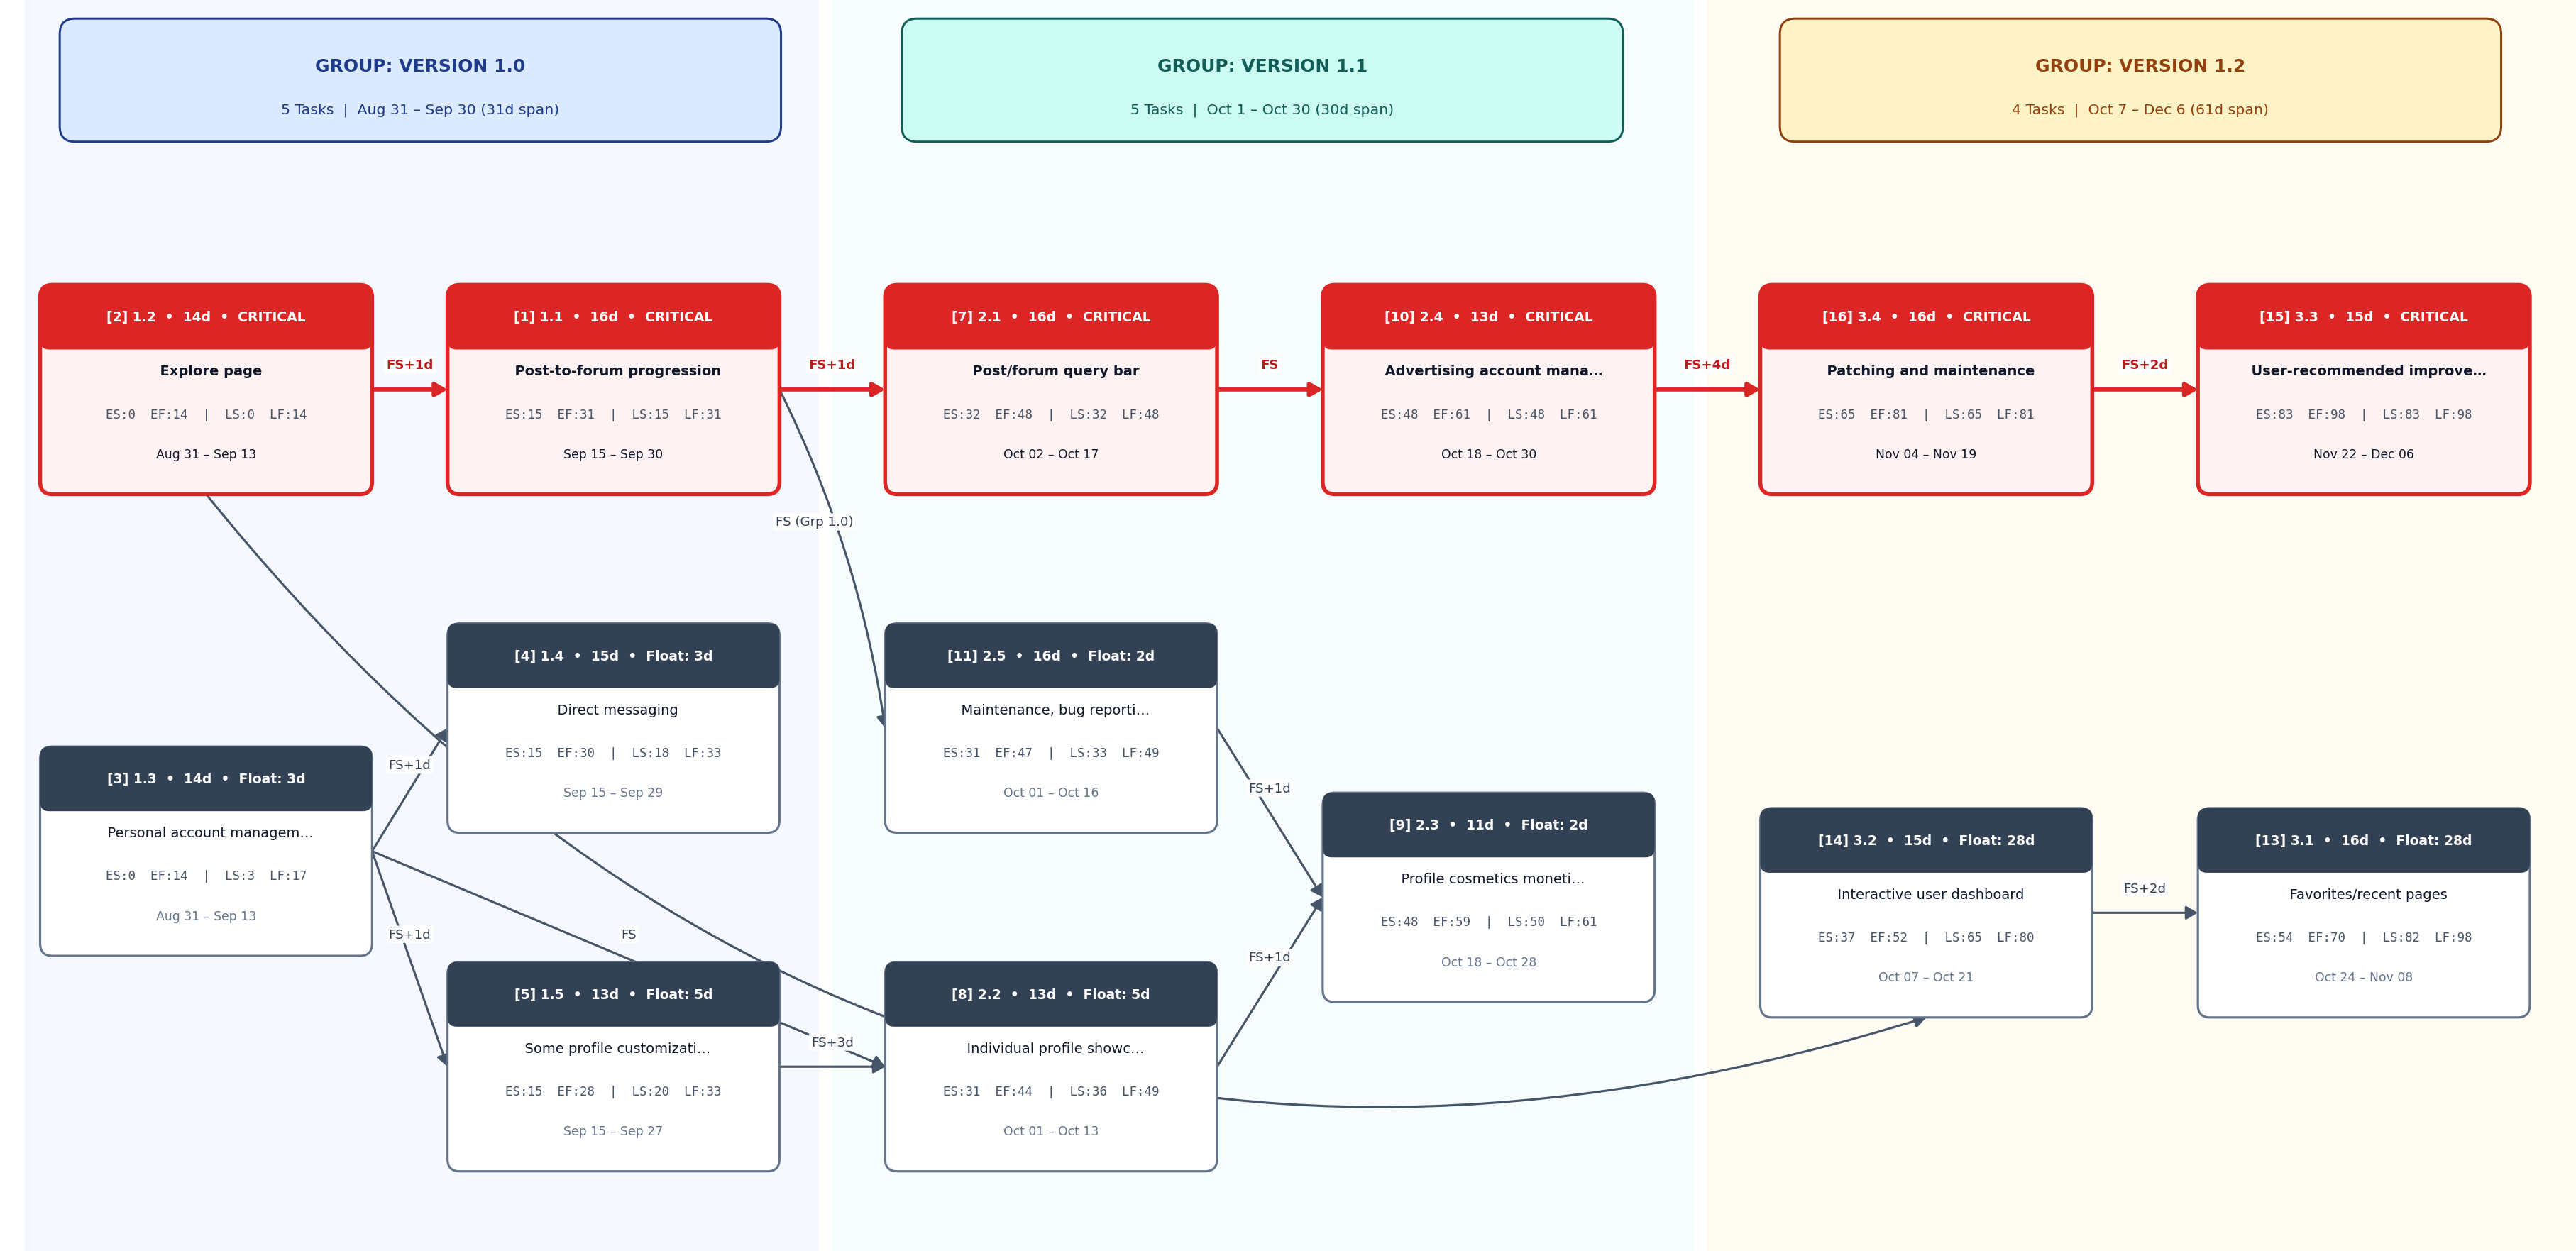 GROUP: VERSION 1.0
5 Tasks | Aug 31 – Sep 30 (31d span)
GROUP: VERSION 1.1
5 Tasks | Oct 1 – Oct 30 (30d span)
GROUP: VERSION 1.2
4 Tasks | Oct 7 – Dec 6 (61d span)
[2] 1.2 • 14d • CRITICAL
Explore page
ES:0 EF:14 | LS:0 LF:14
Aug 31 – Sep 13
FS+1d
[1] 1.1 • 16d • CRITICAL
Post-to-forum progression
ES:15 EF:31 | LS:15 LF:31
Sep 15 – Sep 30
FS+1d
[7] 2.1 • 16d • CRITICAL
Post/forum query bar
ES:32 EF:48 | LS:32 LF:48
Oct 02 – Oct 17
FS
[10] 2.4 • 13d • CRITICAL
Advertising account mana...
ES:48 EF:61 | LS:48 LF:61
Oct 18 – Oct 30
FS+4d
[16] 3.4 • 16d • CRITICAL
Patching and maintenance
ES:65 EF:81 | LS:65 LF:81
Nov 04 – Nov 19
FS+2d
[15] 3.3 • 15d • CRITICAL
User-recommended improve...
ES:83 EF:98 | LS:83 LF:98
Nov 22 – Dec 06
FS (Grp 1.0)
[3] 1.3 • 14d • Float: 3d
Personal account managem...
ES:0 EF:14 | LS:3 LF:17
Aug 31 – Sep 13
FS+1d
FS+1d
FS
[4] 1.4 • 15d • Float: 3d
Direct messaging
ES:15 EF:30 | LS:18 LF:33
Sep 15 – Sep 29
[11] 2.5 • 16d • Float: 2d
Maintenance, bug reporti...
ES:31 EF:47 | LS:33 LF:49
Oct 01 – Oct 16
FS+1d
[5] 1.5 • 13d • Float: 5d
Some profile customizati...
ES:15 EF:28 | LS:20 LF:33
Sep 15 – Sep 27
FS+3d
[8] 2.2 • 13d • Float: 5d
Individual profile showc...
ES:31 EF:44 | LS:36 LF:49
Oct 01 – Oct 13
FS+1d
[9] 2.3 • 11d • Float: 2d
Profile cosmetics moneti...
ES:48 EF:59 | LS:50 LF:61
Oct 18 – Oct 28
[14] 3.2 • 15d • Float: 28d
Interactive user dashboard
ES:37 EF:52 | LS:65 LF:80
Oct 07 – Oct 21
FS+2d
[13] 3.1 • 16d • Float: 28d
Favorites/recent pages
ES:54 EF:70 | LS:82 LF:98
Oct 24 – Nov 08